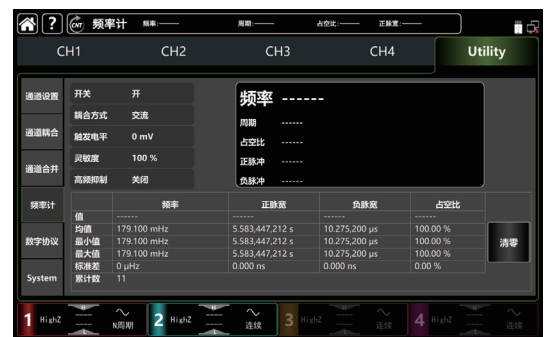 ? CNT 频率计 频率:—— 周期:—— 占空比:—— 正脉宽:——
CH1 CH2 CH3 CH4 Utility
通道设置
通道耦合
通道合并
频率计
数字协议
System
开关 开
耦合方式 交流
触发电平 0 mV
灵敏度 100 %
高频抑制 关闭
频率 ------
周期 ------
占空比 ------
正脉冲 ------
负脉冲 ------
频率 正脉宽 负脉宽 占空比
值 ------ ------ ------ ------
均值 179.100 mHz 5.583,447,212 s 10.275,200 µs 100.00 %
最小值 179.100 mHz 5.583,447,212 s 10.275,200 µs 100.00 %
最大值 179.100 mHz 5.583,447,212 s 10.275,200 µs 100.00 %
标准差 0 µHz 0.000 ns 0.000 ns 0.00 %
累计数 11
清零
1 HighZ N周期 2 HighZ 连续 3 HighZ 连续 4 HighZ 连续